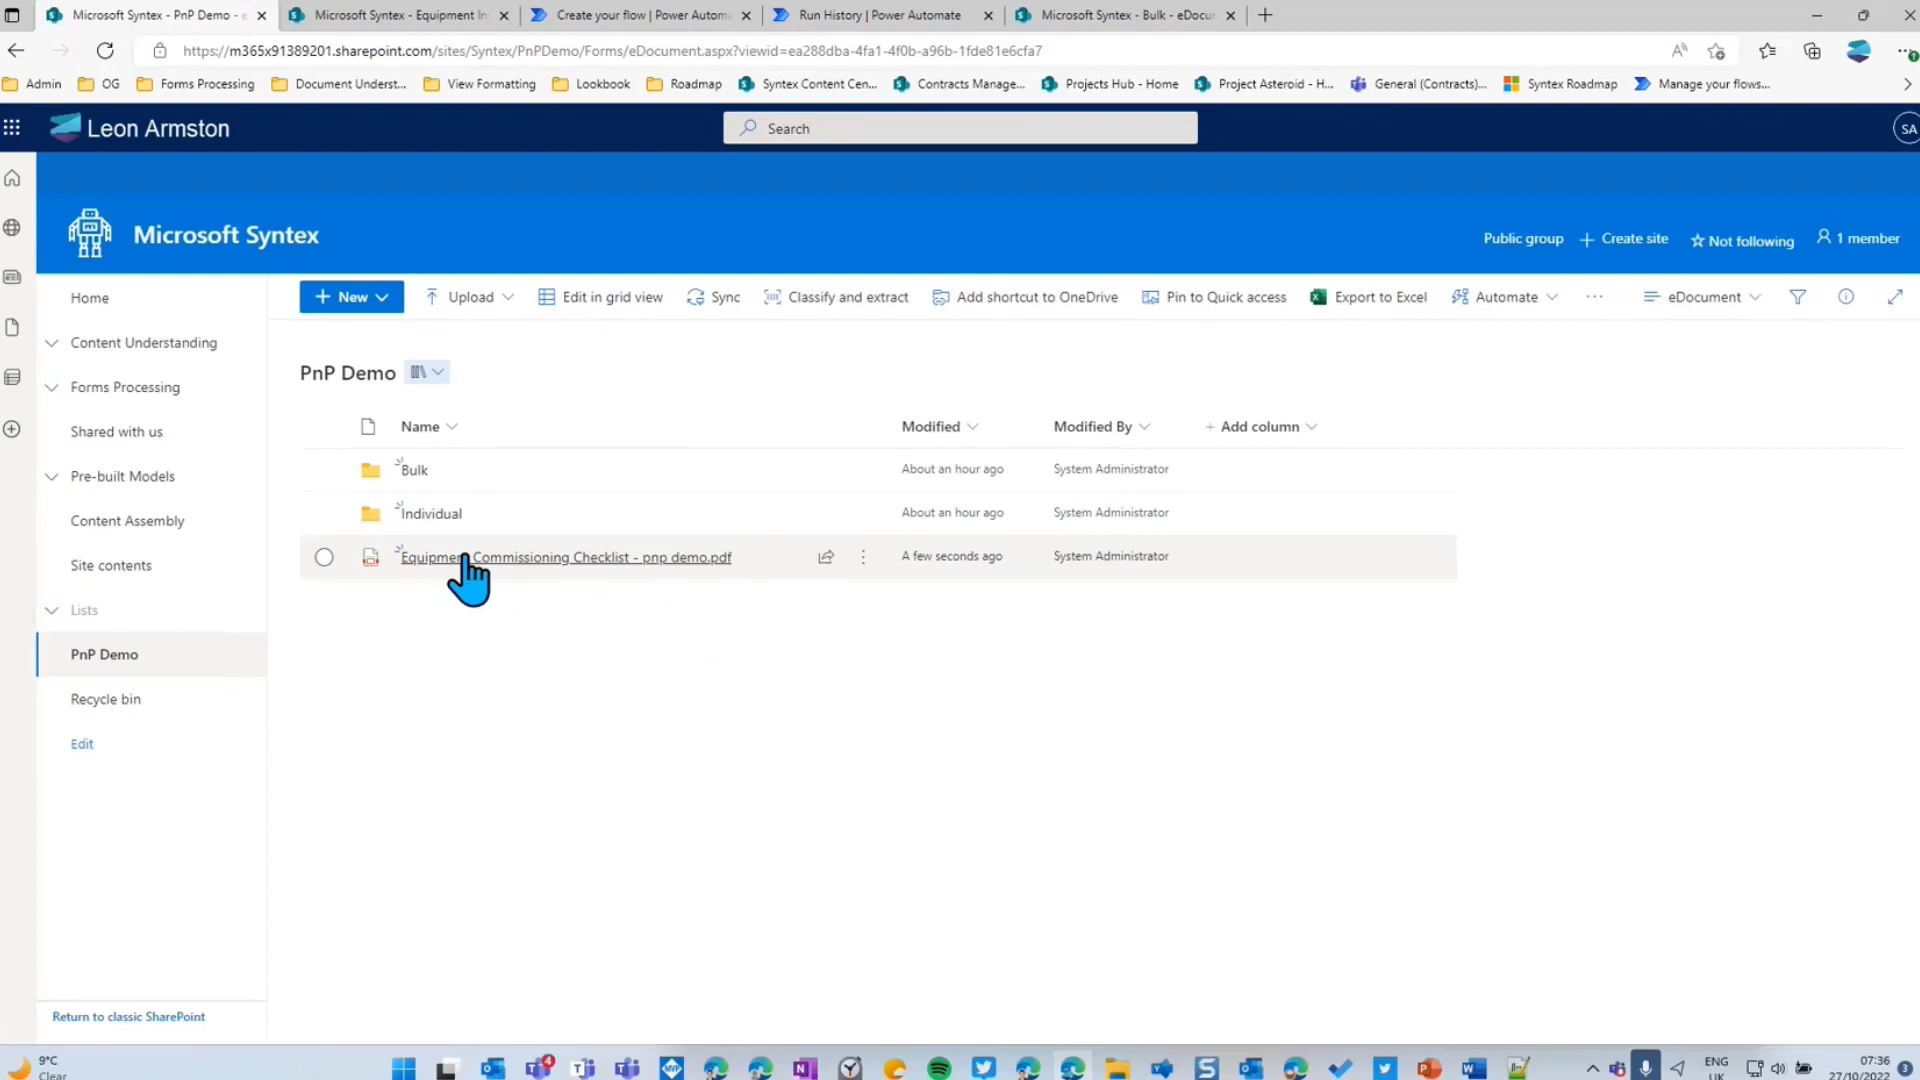 Microsoft Syntex - PnP Demo - e
Microsoft Syntex - Equipment In
Create your flow | Power Automa
Run History | Power Automate
Microsoft Syntex - Bulk - eDocu
https://m365x91389201.sharepoint.com/sites/Syntex/PnPDemo/Forms/eDocument.aspx?viewid=ea288dba-4fa1-4f0b-a96b-1fde81e6cfa7
Admin
OG
Forms Processing
Document Underst...
View Formatting
Lookbook
Roadmap
Syntex Content Cen...
Contracts Manage...
Projects Hub - Home
Project Asteroid - H...
General (Contracts)...
Syntex Roadmap
Manage your flows...
Leon Armston
Search
SA
Microsoft Syntex
Public group
Create site
Not following
1 member
Home
Content Understanding
Forms Processing
Shared with us
Pre-built Models
Content Assembly
Site contents
Lists
PnP Demo
Recycle bin
Edit
Return to classic SharePoint
New
Upload
Edit in grid view
Sync
Classify and extract
Add shortcut to OneDrive
Pin to Quick access
Export to Excel
Automate
eDocument
PnP Demo
Name
Modified
Modified By
+ Add column
Bulk
About an hour ago
System Administrator
Individual
About an hour ago
System Administrator
Equipment Commissioning Checklist - pnp demo.pdf
A few seconds ago
System Administrator
9°C
Clear
4
MVP
ENG
UK
07:36
27/10/2022
3